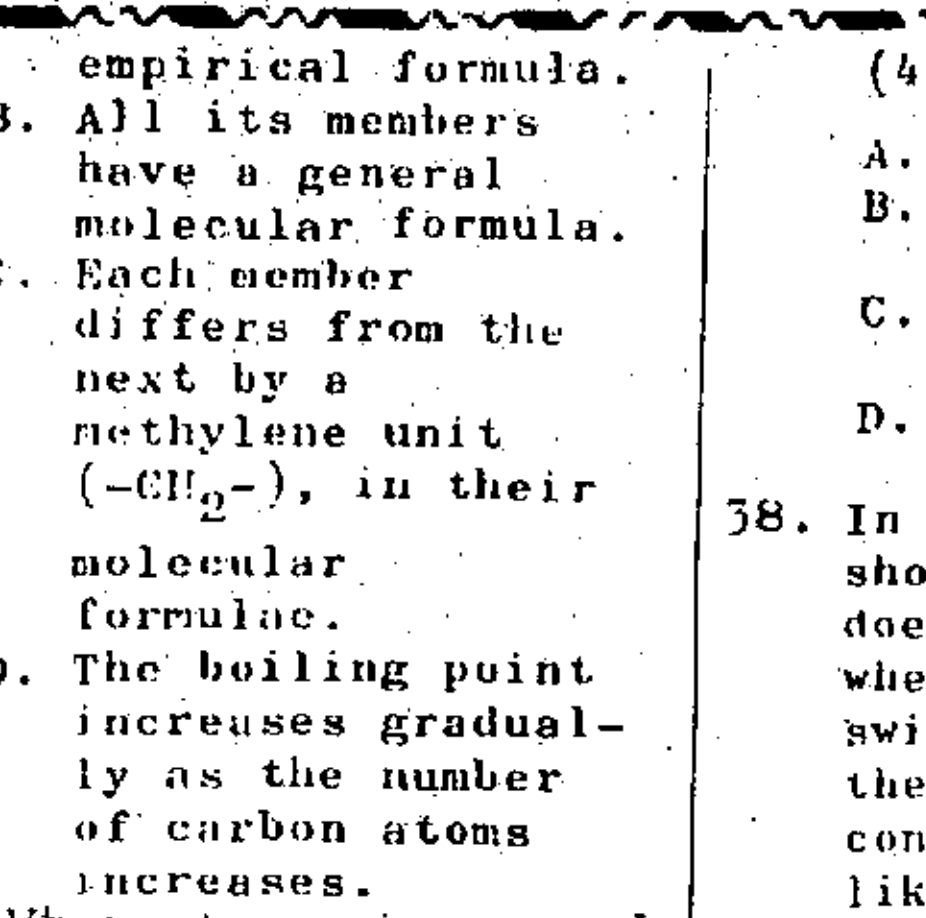 empirical formula.
B. All its members
have a general
molecular formula.
C. Each member
differs from the
next by a
methylene unit
(-CH₂-), in their
molecular
formulae.
D. The boiling point
increases gradual-
ly as the number
of carbon atoms
increases.
(4
A.
B.
C.
D.
38. In
sho
doe
whe
swi
the
con
lik